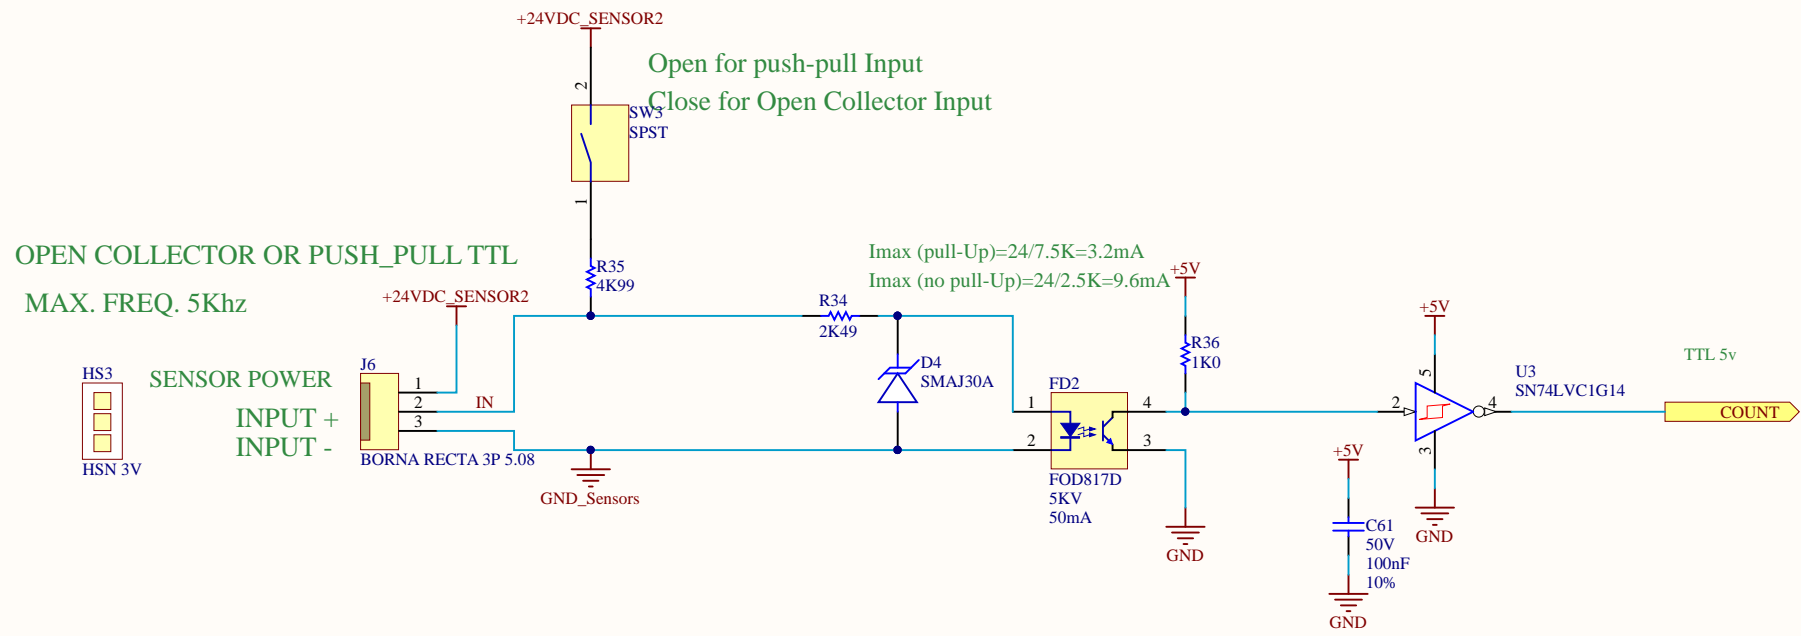 +24VDC_SENSOR2
Open for push-pull Input
Close for Open Collector Input
2
SW3
SPST
1
OPEN COLLECTOR OR PUSH_PULL TTL
MAX. FREQ. 5Khz
R35
4K99
+24VDC_SENSOR2
Imax (pull-Up)=24/7.5K=3.2mA
Imax (no pull-Up)=24/2.5K=9.6mA
+5V
R34
2K49
R36
1K0
+5V
TTL 5v
HS3
HSN 3V
SENSOR POWER
INPUT +
INPUT -
J6
1
2
3
IN
BORNA RECTA 3P 5.08
GND_Sensors
D4
SMAJ30A
FD2
1
2
4
3
FOD817D
5KV
50mA
GND
5
U3
SN74LVC1G14
2
4
3
COUNT
GND
+5V
C61
50V
100nF
10%
GND